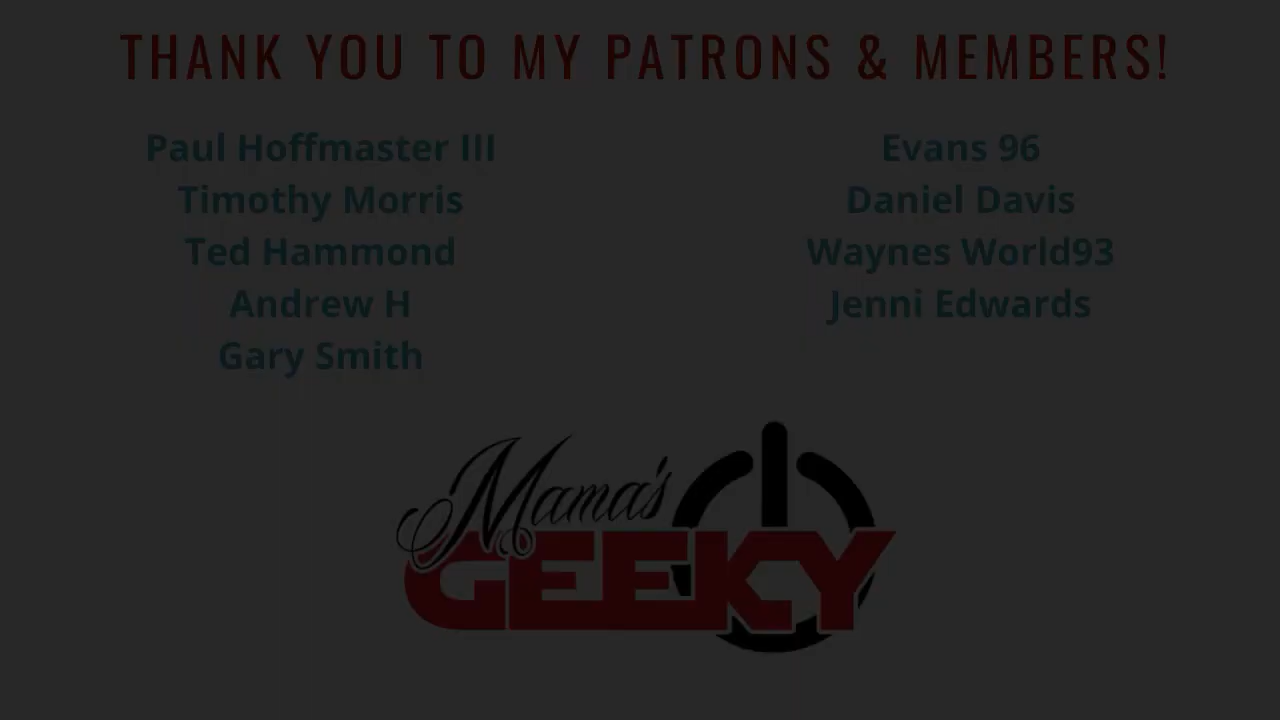 THANK YOU TO MY PATRONS & MEMBERS!
Paul Hoffmaster III
Timothy Morris
Ted Hammond
Andrew H
Gary Smith
Evans 96
Daniel Davis
Waynes World93
Jenni Edwards
Mama's
GEEKY